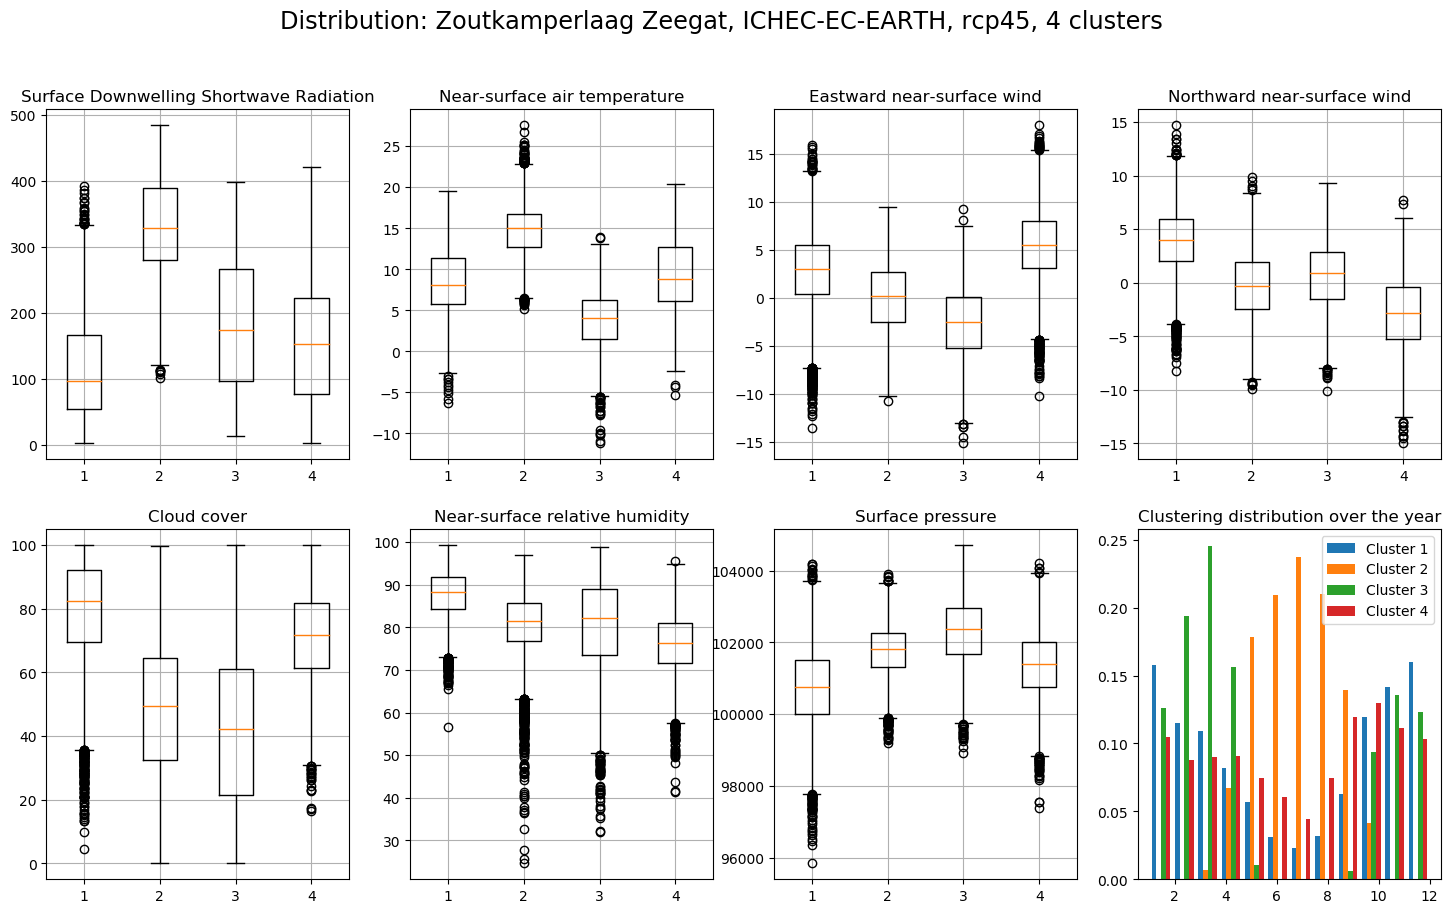 Distribution: Zoutkamperlaag Zeegat, ICHEC-EC-EARTH, rcp45, 4 clusters
Surface Downwelling Shortwave Radiation
500
400
300
200
100
0
1 2 3 4
Near-surface air temperature
25
20
15
10
5
0
−5
−10
1 2 3 4
Eastward near-surface wind
15
10
5
0
−5
−10
−15
1 2 3 4
Northward near-surface wind
15
10
5
0
−5
−10
−15
1 2 3 4
Cloud cover
100
80
60
40
20
0
1 2 3 4
Near-surface relative humidity
100
90
80
70
60
50
40
30
1 2 3 4
Surface pressure
104000
102000
100000
98000
96000
1 2 3 4
Clustering distribution over the year
0.25
0.20
0.15
0.10
0.05
0.00
2 4 6 8 10 12
Cluster 1
Cluster 2
Cluster 3
Cluster 4